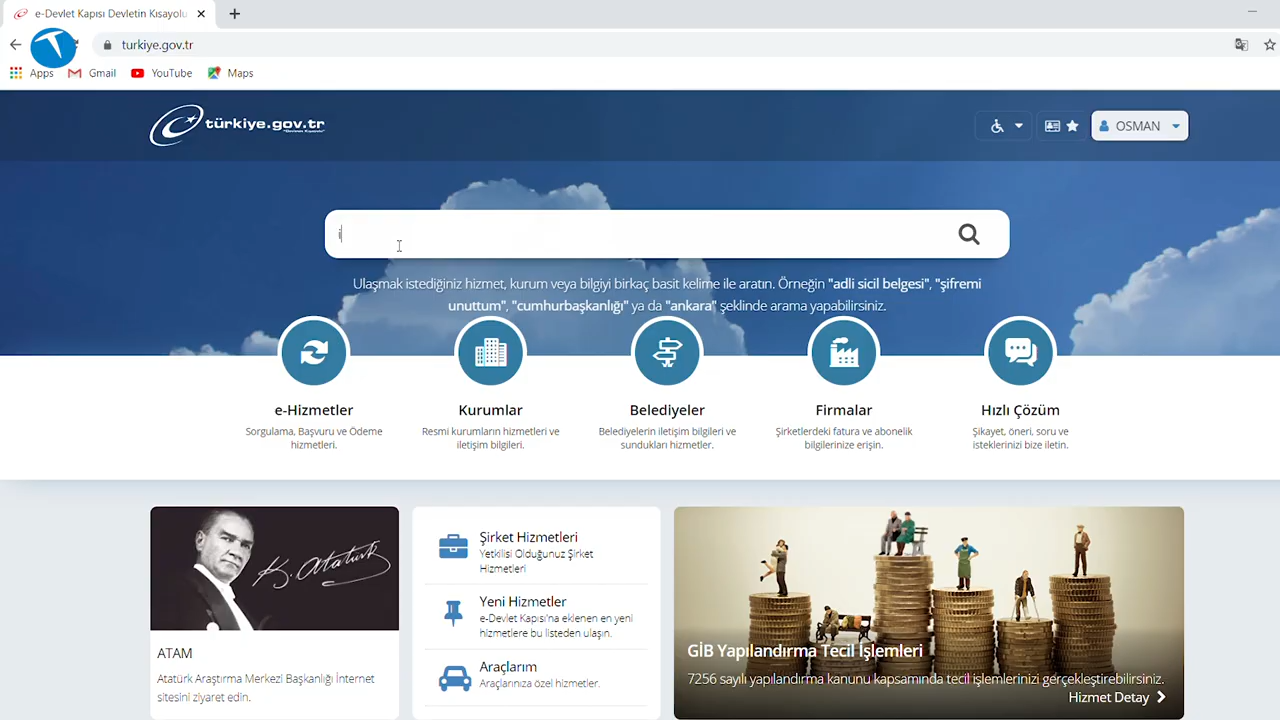 e-Devlet Kapısı Devletin Kısayolu
turkiye.gov.tr
Apps Gmail YouTube Maps
türkiye.gov.tr
"Devletin Kısayolu"
OSMAN
i
Ulaşmak istediğiniz hizmet, kurum veya bilgiyi birkaç basit kelime ile aratın. Örneğin "adli sicil belgesi", "şifremi
unuttum", "cumhurbaşkanlığı" ya da "ankara" şeklinde arama yapabilirsiniz.
e-Hizmetler
Sorgulama, Başvuru ve Ödeme
hizmetleri.
Kurumlar
Resmi kurumların hizmetleri ve
iletişim bilgileri.
Belediyeler
Belediyelerin iletişim bilgileri ve
sundukları hizmetler.
Firmalar
Şirketlerdeki fatura ve abonelik
bilgilerinize erişin.
Hızlı Çözüm
Şikayet, öneri, soru ve
isteklerinizi bize iletin.
K. Atatürk
ATAM
Atatürk Araştırma Merkezi Başkanlığı İnternet
sitesini ziyaret edin.
Şirket Hizmetleri
Yetkilisi Olduğunuz Şirket
Hizmetleri
Yeni Hizmetler
e-Devlet Kapısı'na eklenen en yeni
hizmetlere bu listeden ulaşın.
Araçlarım
Araçlarınıza özel hizmetler.
GİB Yapılandırma Tecil İşlemleri
7256 sayılı yapılandırma kanunu kapsamında tecil işlemlerinizi gerçekleştirebilirsiniz.
Hizmet Detay